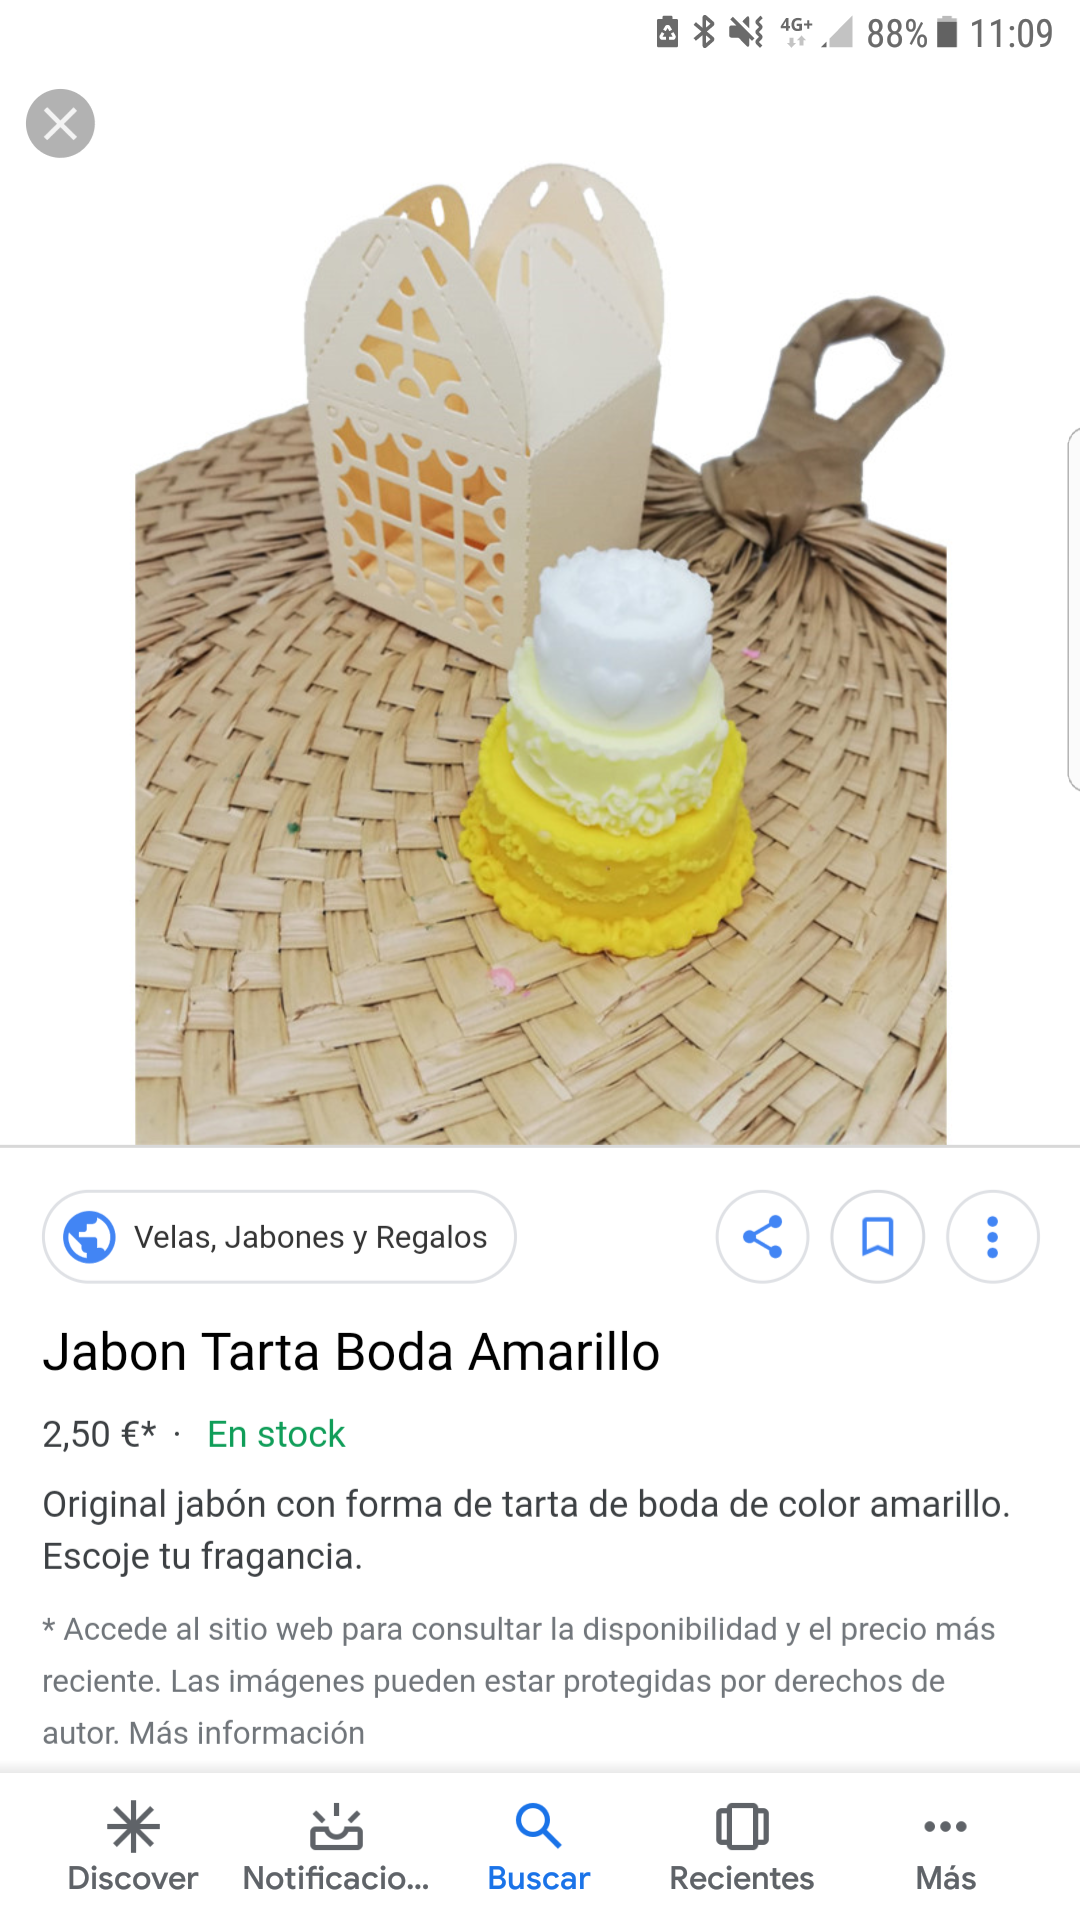 4G+ 88% 11:09
Velas, Jabones y Regalos
Jabon Tarta Boda Amarillo
2,50 €* · En stock
Original jabón con forma de tarta de boda de color amarillo.
Escoje tu fragancia.
* Accede al sitio web para consultar la disponibilidad y el precio más
reciente. Las imágenes pueden estar protegidas por derechos de
autor. Más información
Discover Notificacio... Buscar Recientes Más